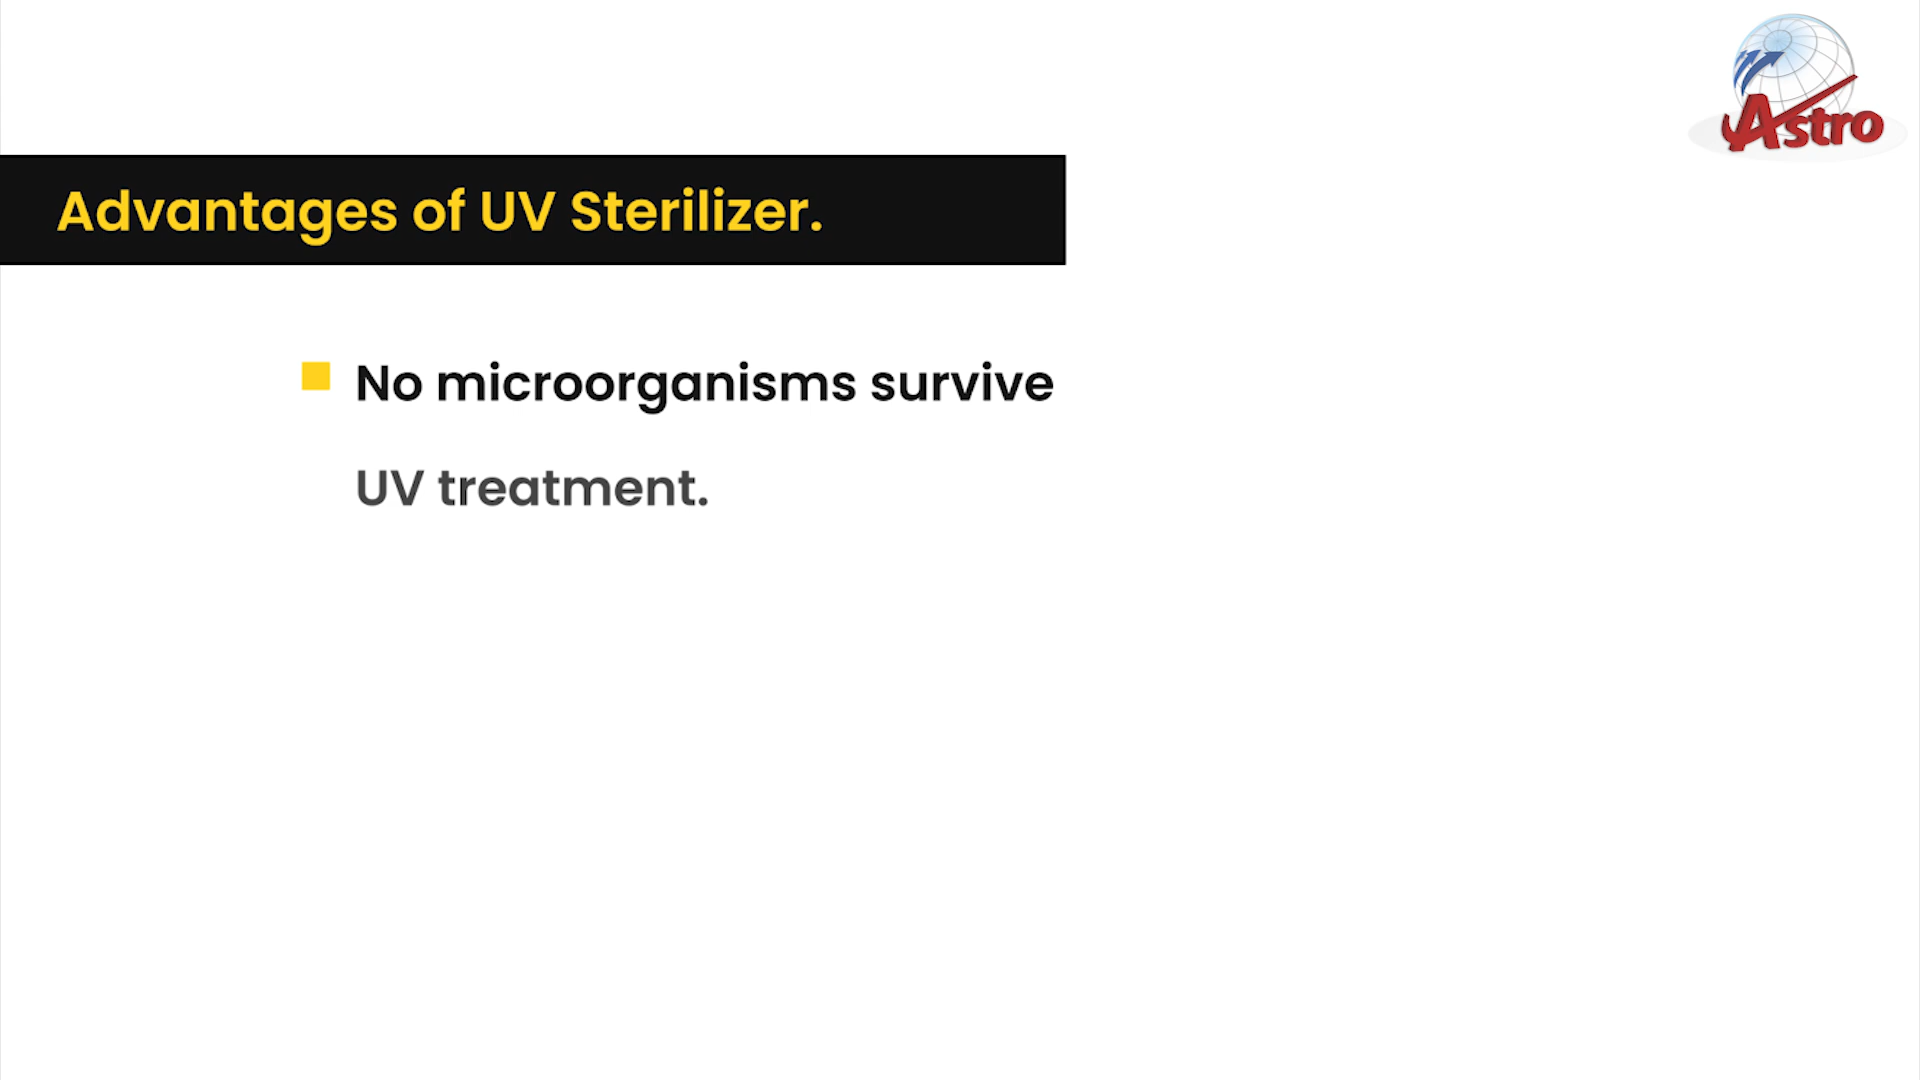 Astro
Advantages of UV Sterilizer.
No microorganisms survive
UV treatment.